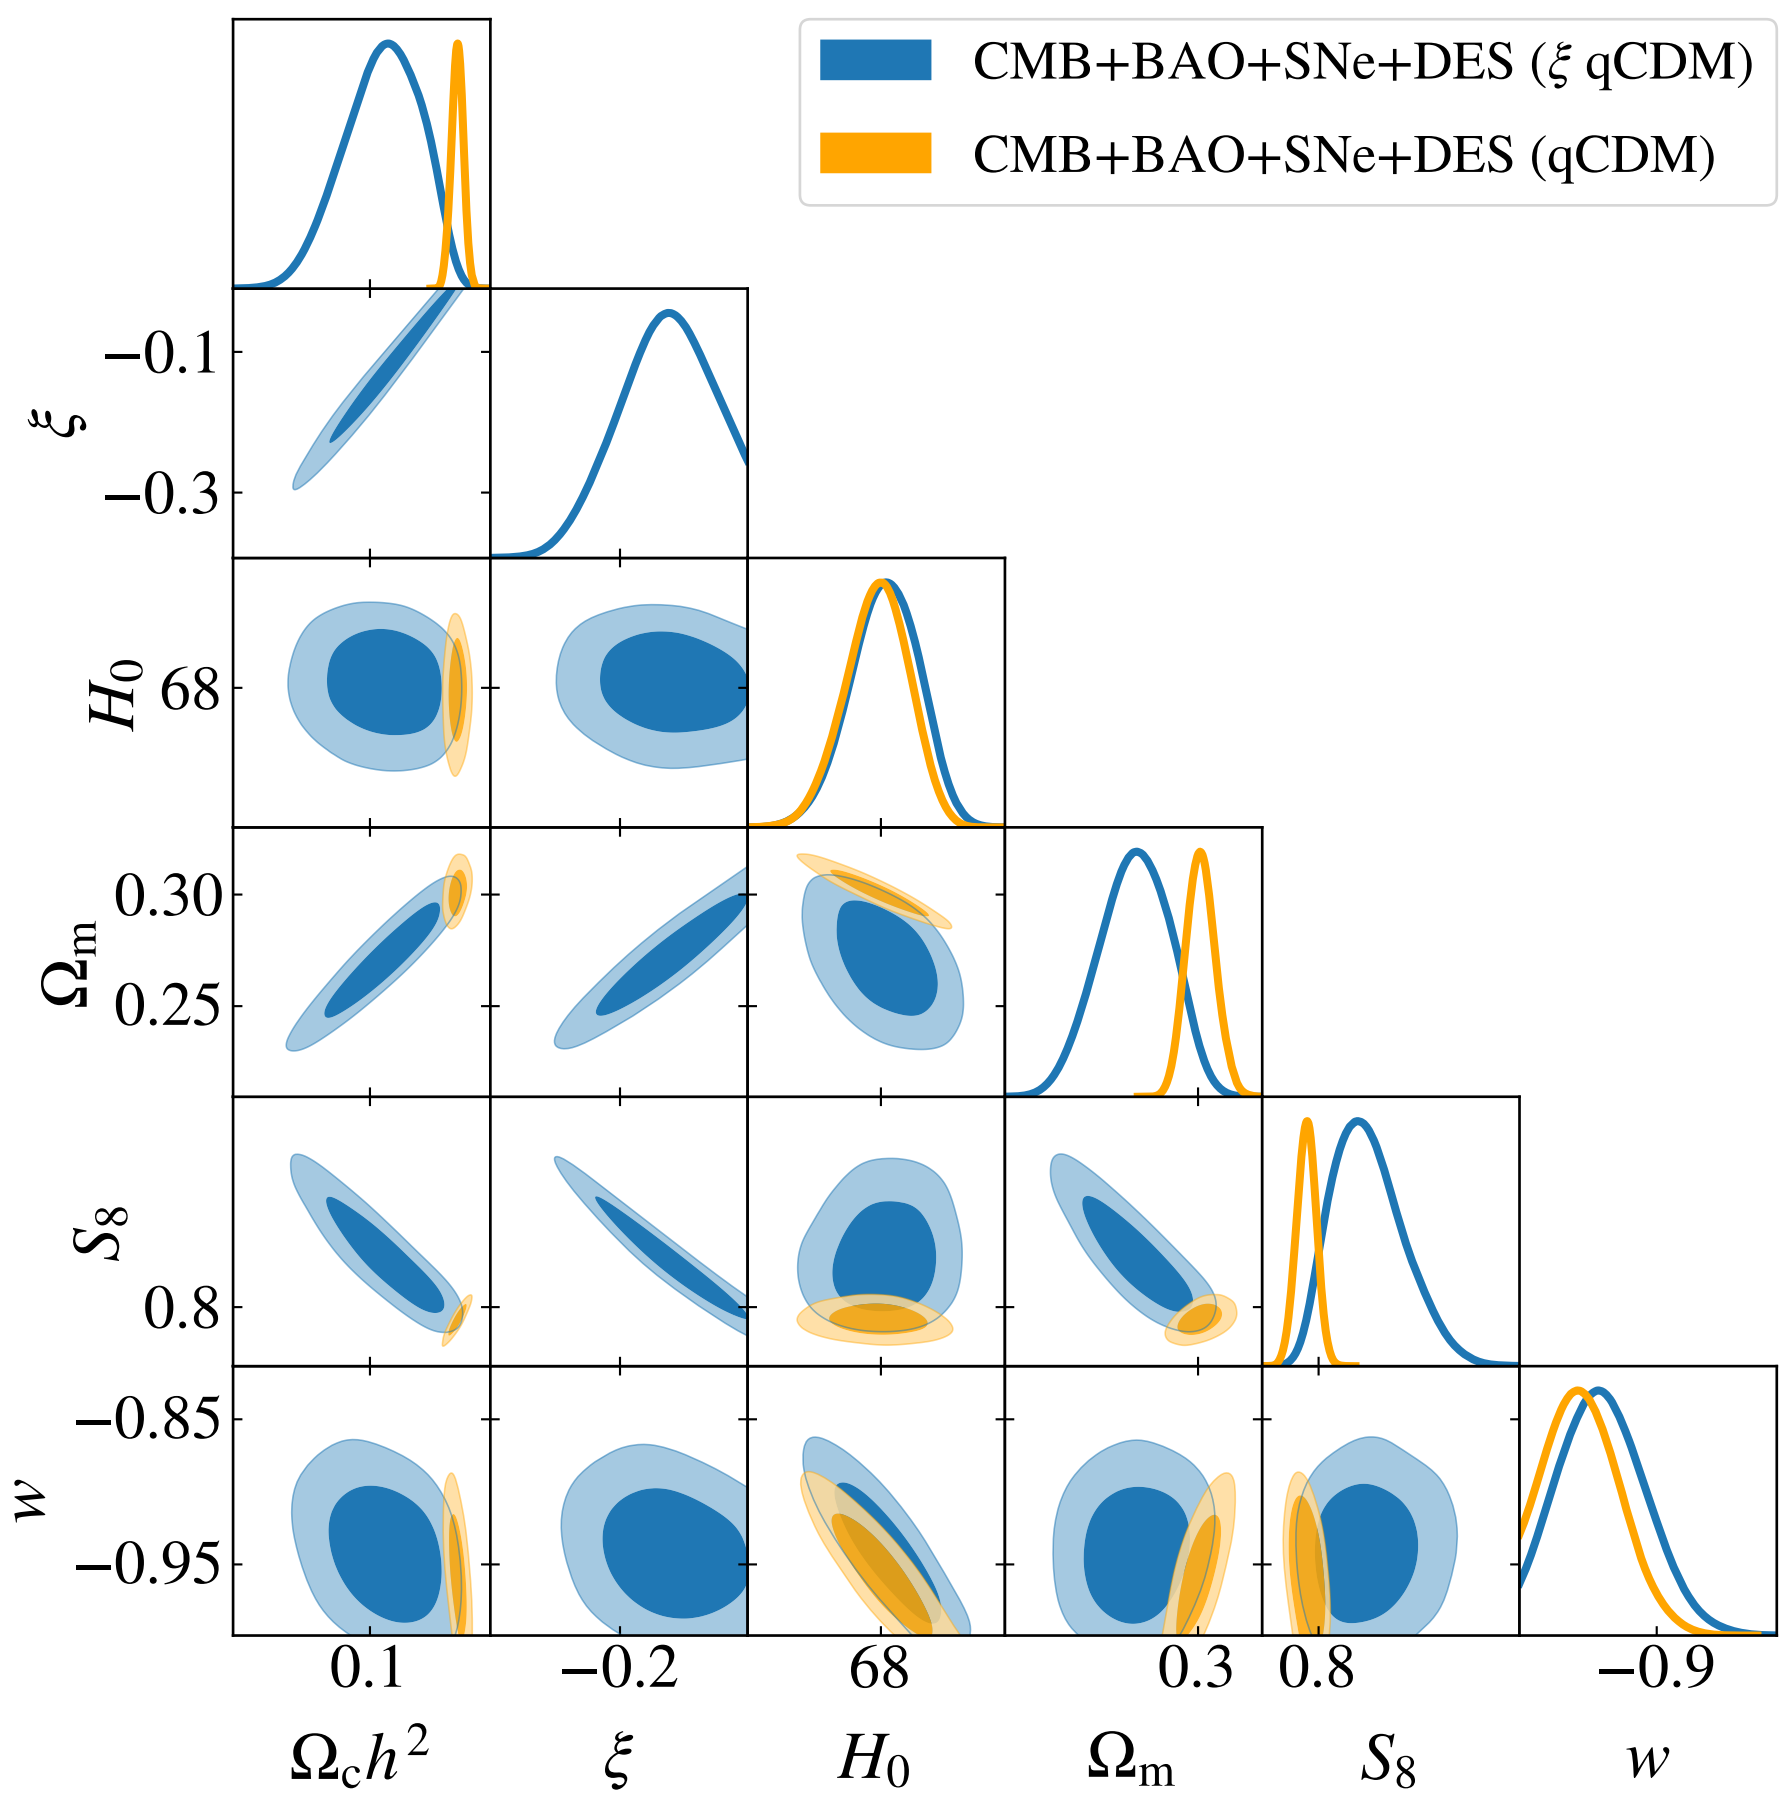 CMB+BAO+SNe+DES (ξ qCDM)
CMB+BAO+SNe+DES (qCDM)
−0.1
−0.3
ξ
68
H₀
0.30
0.25
Ωₘ
0.8
S₈
−0.85
−0.95
w
0.1 −0.2 68 0.3 0.8 −0.9
Ω_c h² ξ H₀ Ωₘ S₈ w